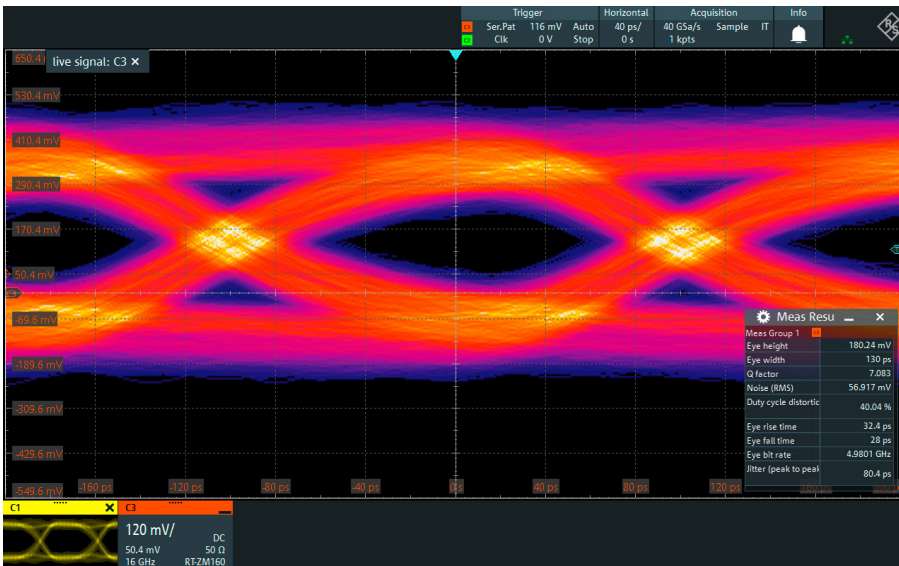 Trigger Horizontal Acquisition Info
C3 Ser.Pat 116 mV Auto 40 ps/ 40 GSa/s Sample IT
C2 Clk 0 V Stop 0 s 1 kpts
R&S
live signal: C3 ×
650.4
530.4 mV
410.4 mV
290.4 mV
170.4 mV
50.4 mV
-69.6 mV
-189.6 mV
-309.6 mV
-429.6 mV
-549.6 mV
-160 ps -120 ps -80 ps -40 ps 0 s 40 ps 80 ps 120 ps
Meas Resu
Meas Group 1
Eye height 180.24 mV
Eye width 130 ps
Q factor 7.083
Noise (RMS) 56.917 mV
Duty cycle distortic 40.04 %
Eye rise time 32.4 ps
Eye fall time 28 ps
Eye bit rate 4.9801 GHz
Jitter (peak to peak 80.4 ps
C1
C3
120 mV/ DC
50.4 mV 50 Ω
16 GHz RT-ZM160